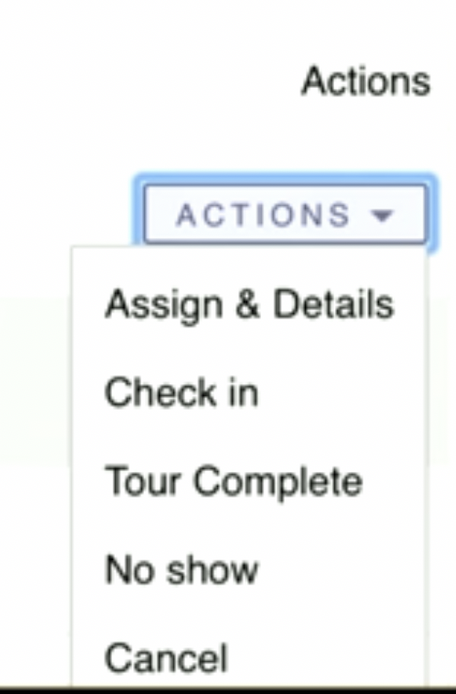 Actions
ACTIONS
Assign & Details
Check in
Tour Complete
No show
Cancel